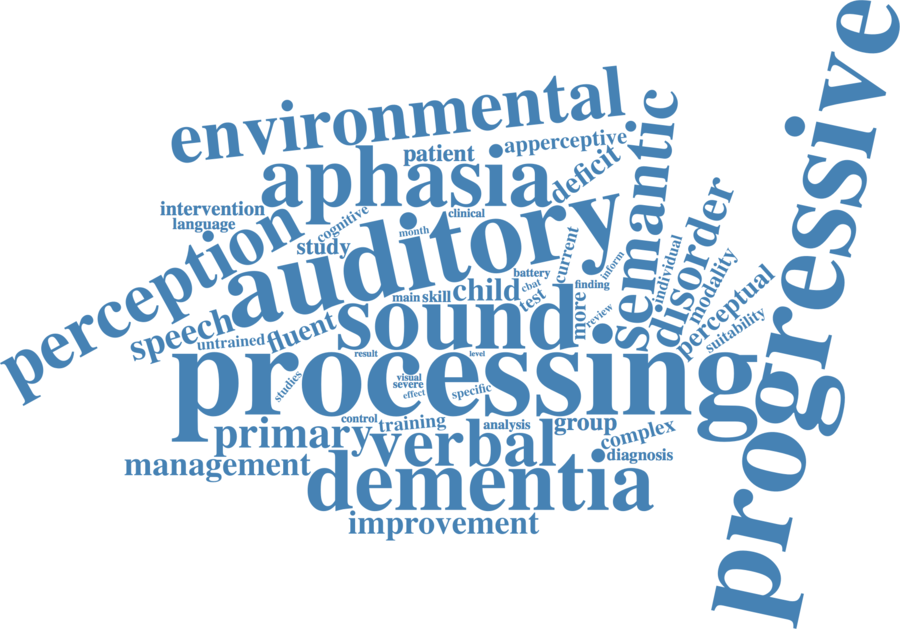 progressive
environmental
semantic
patient
apperceptive
aphasia
deficit
intervention
language
cognitive
clinical
perception
study
month
auditory
current
inform
individual
disorder
modality
battery
finding
cbat
test
main
skill
child
more
review
perceptual
suitability
speech
untrained
fluent
sound
result
level
processing
studies
visual
severe
effect
specific
control
training
analysis
group
complex
primary
verbal
diagnosis
management
dementia
improvement